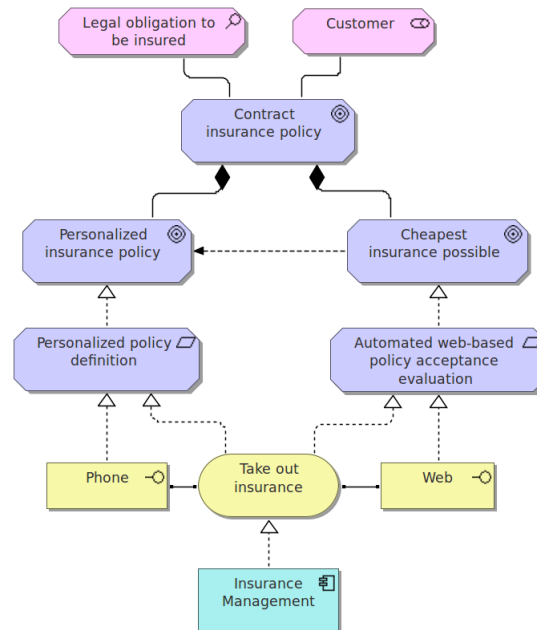 Legal obligation to
be insured
Customer
Contract
insurance policy
Personalized
insurance policy
Cheapest
insurance possible
Personalized policy
definition
Automated web-based
policy acceptance
evaluation
Phone
Take out
insurance
Web
Insurance
Management